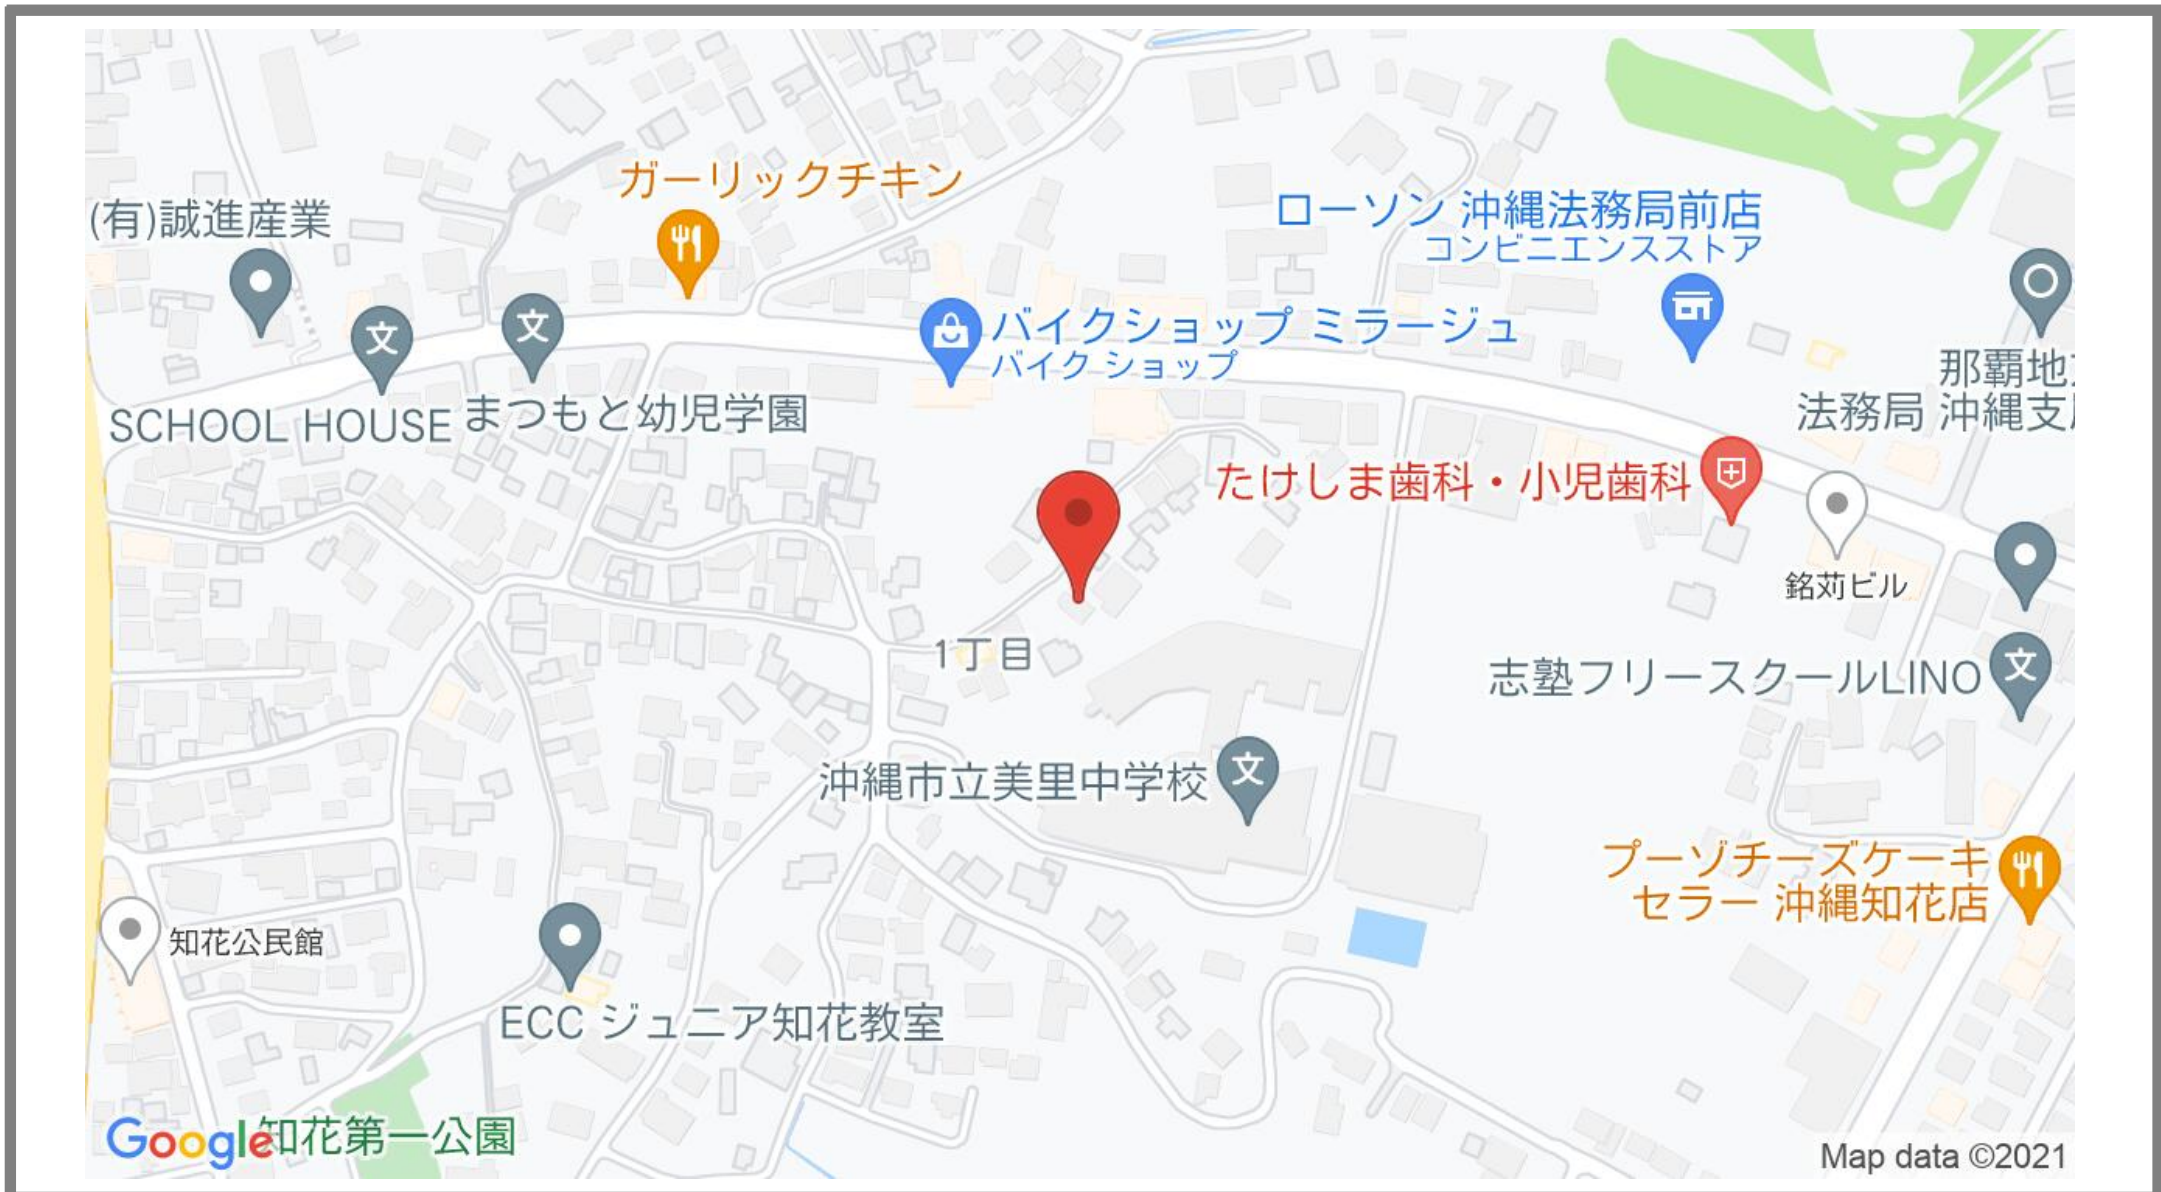 ガーリックチキン
(有)誠進産業
ローソン 沖縄法務局前店
コンビニエンスストア
バイクショップ ミラージュ
バイク ショップ
那覇地
法務局 沖縄支
SCHOOL HOUSE
まつもと幼児学園
たけしま歯科・小児歯科
銘苅ビル
1丁目
志塾フリースクールLINO
沖縄市立美里中学校
プーゾチーズケーキ
セラー 沖縄知花店
知花公民館
ECC ジュニア知花教室
Google
知花第一公園
Map data ©2021
文
文
文
文